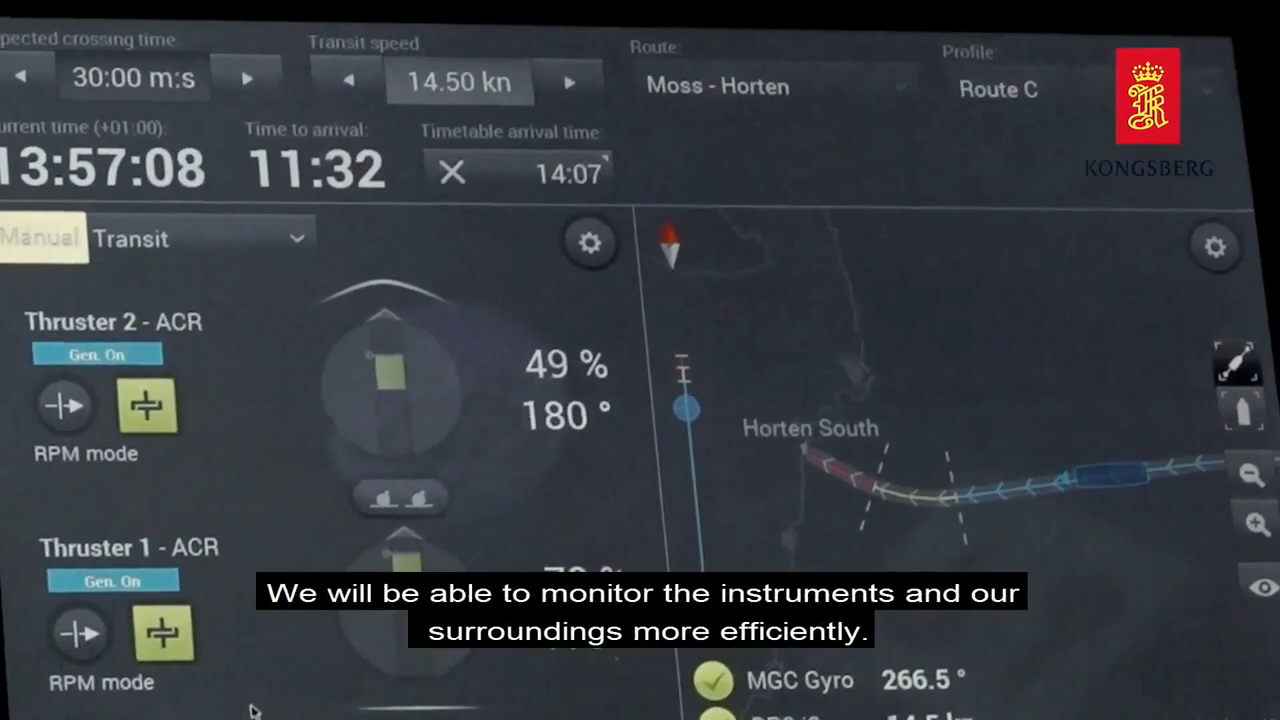 pected crossing time:
Transit speed
Route:
Profile:
30:00 m:s
14.50 kn
Moss - Horten
Route C
KONGSBERG
urrent time (+01:00):
Time to arrival:
Timetable arrival time:
13:57:08
11:32
14:07
Manual
Transit
Thruster 2 - ACR
Gen. On
49 %
180 °
RPM mode
Horten South
Thruster 1 - ACR
Gen. On
We will be able to monitor the instruments and our
surroundings more efficiently.
RPM mode
MGC Gyro 266.5 °